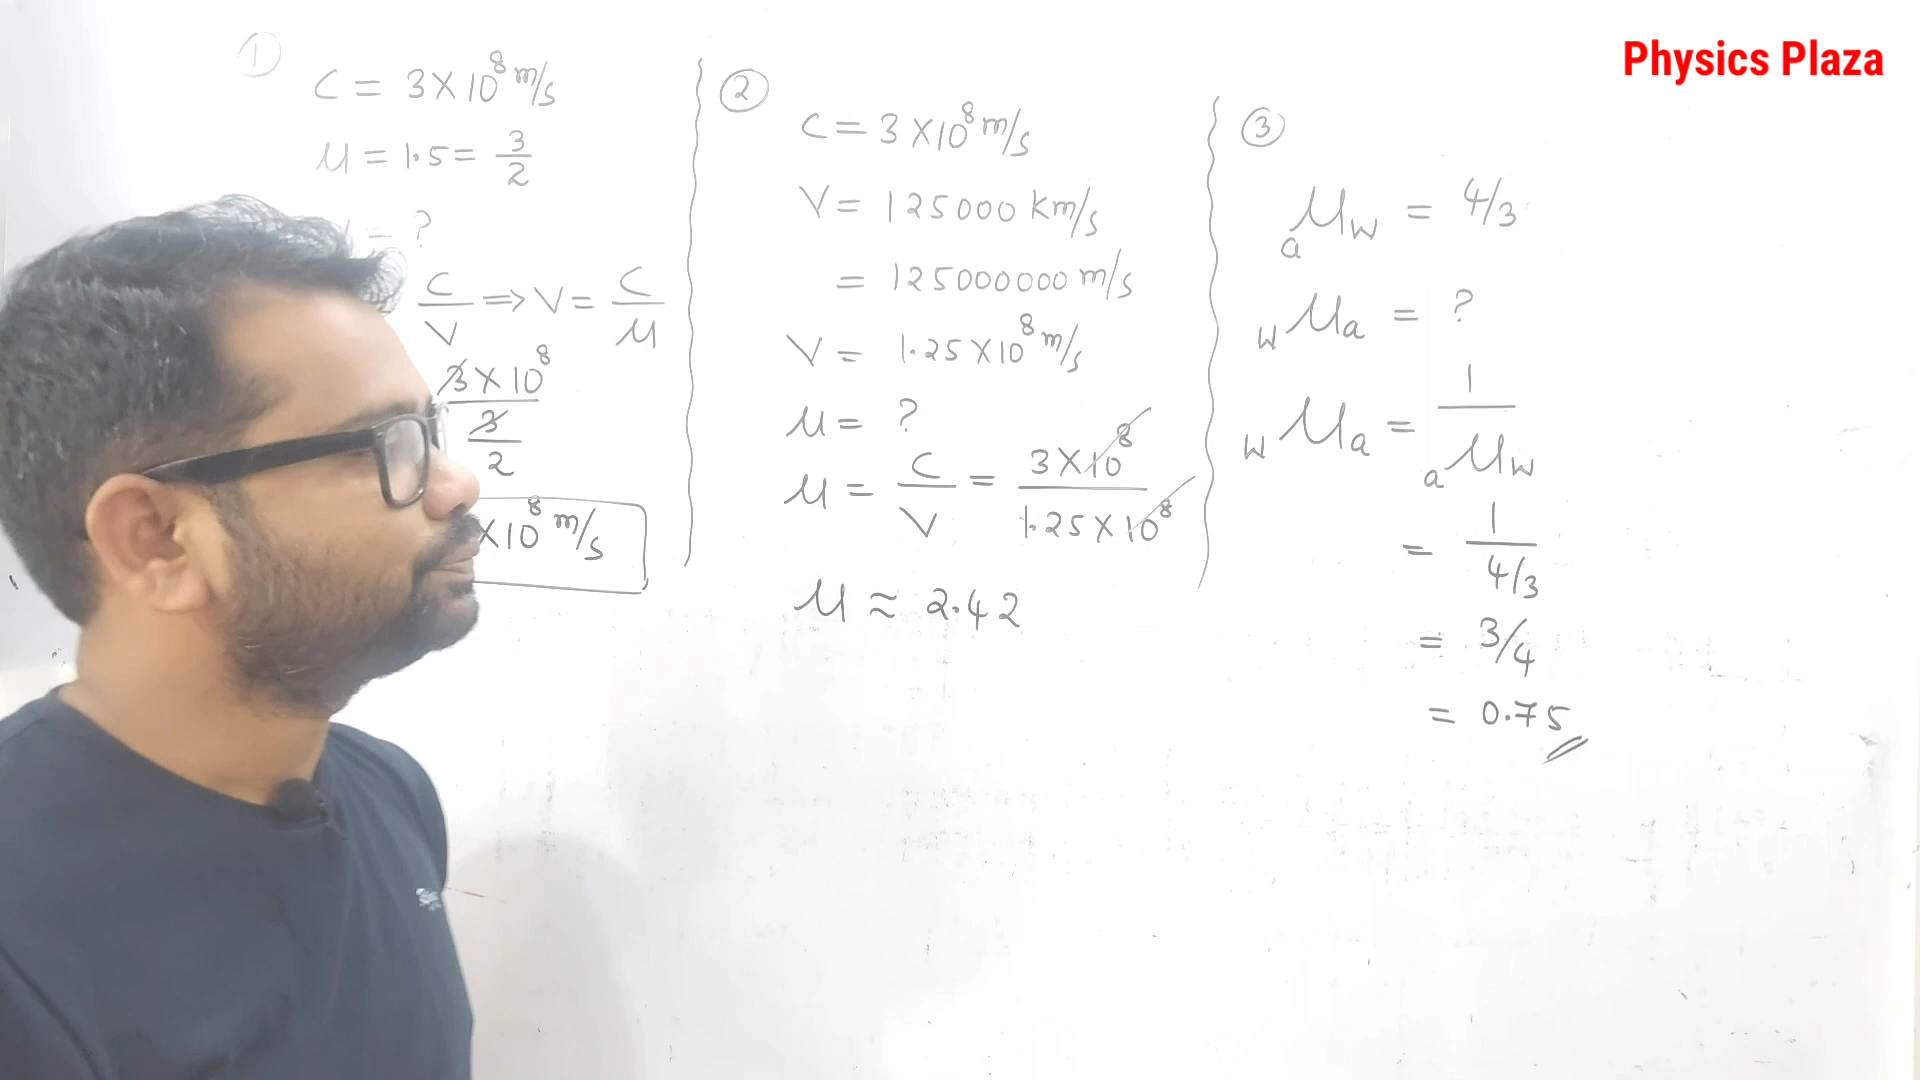 Physics Plaza
①
C = 3×10⁸ m/s
μ = 1.5 = 3/2
= ?
C/V ⇒ V = C/μ
3×10⁸
3/2
×10⁸ m/s
②
C = 3×10⁸ m/s
V = 125000 km/s
= 125000000 m/s
V = 1.25×10⁸ m/s
μ = ?
μ = C/V = 3×10⁸/1.25×10⁸
μ ≈ 2.42
③
aμw = 4/3
wμa = ?
wμa = 1/aμw
= 1/4/3
= 3/4
= 0.75